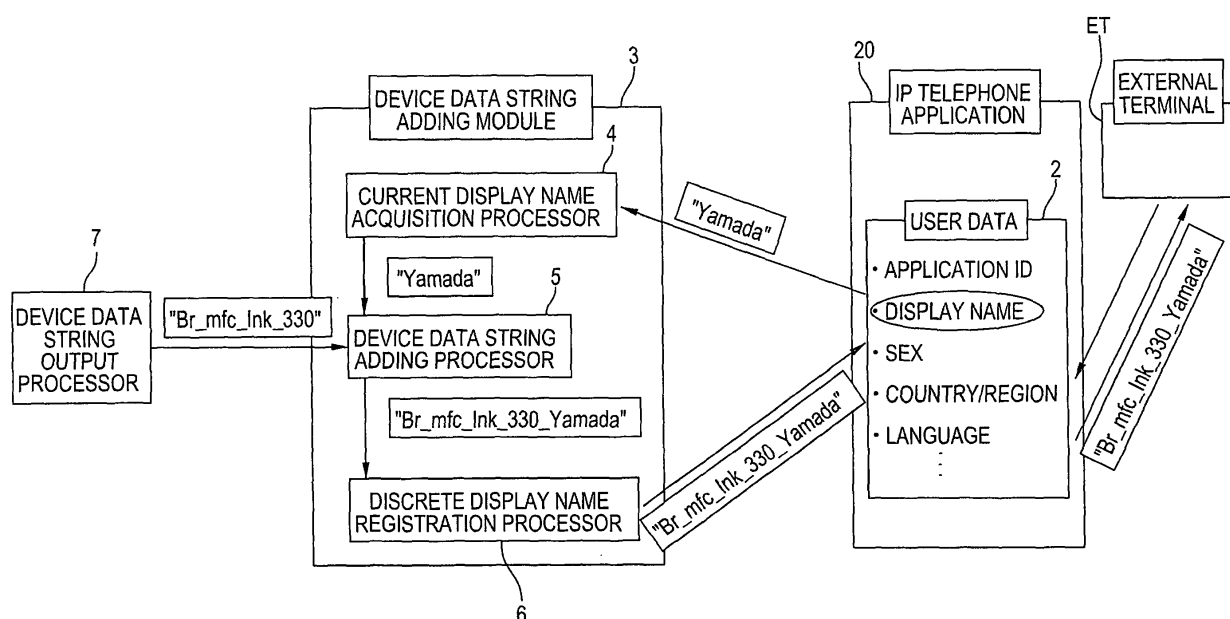 ET
20
3
DEVICE DATA STRING
ADDING MODULE
IP TELEPHONE
APPLICATION
EXTERNAL
TERMINAL
4
CURRENT DISPLAY NAME
ACQUISITION PROCESSOR
"Yamada"
2
USER DATA
7
"Yamada"
5
• APPLICATION ID
DEVICE DATA
STRING
OUTPUT
PROCESSOR
"Br_mfc_Ink_330"
DEVICE DATA STRING
ADDING PROCESSOR
• DISPLAY NAME
• SEX
• COUNTRY/REGION
• LANGUAGE
⋮
"Br_mfc_Ink_330_Yamada"
"Br_mfc_Ink_330_Yamada"
"Br_mfc_Ink_330_Yamada"
DISCRETE DISPLAY NAME
REGISTRATION PROCESSOR
6